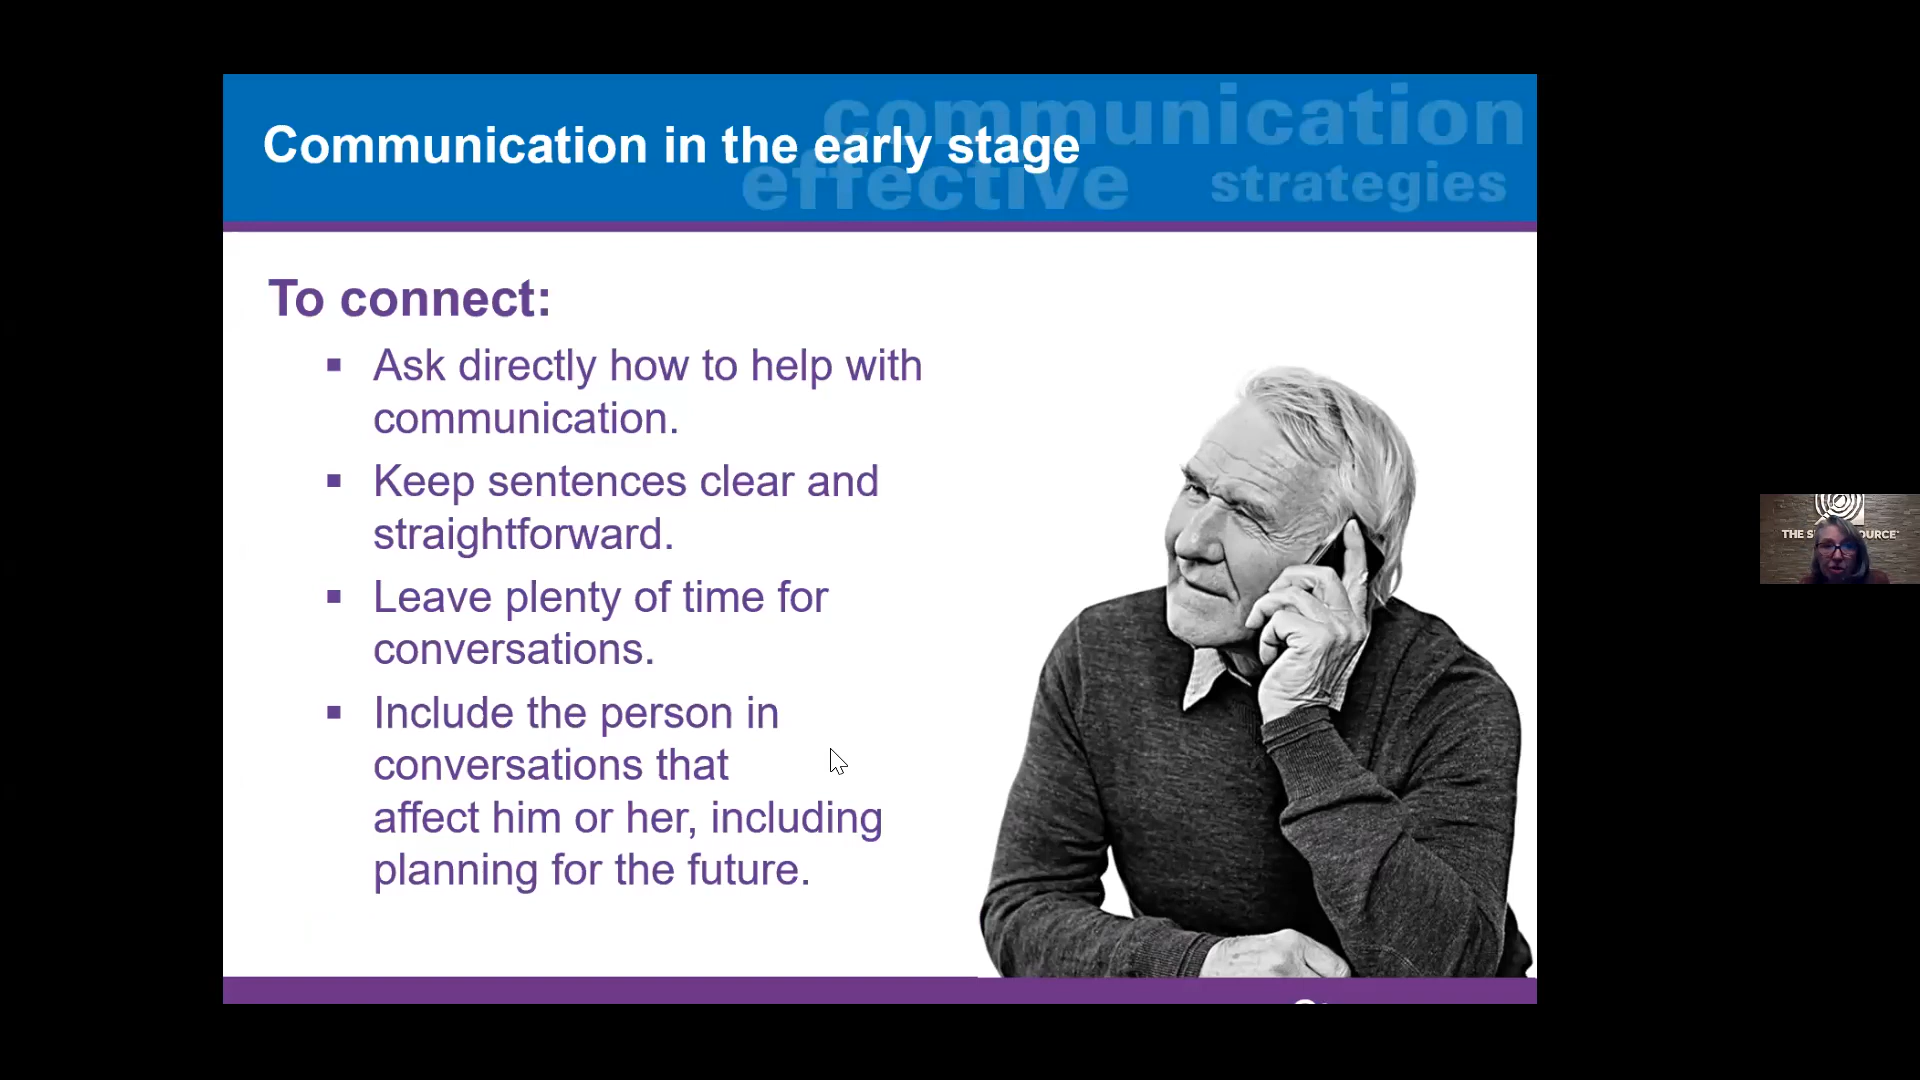 communication
Communication in the early stage
effective strategies
To connect:
▪ Ask directly how to help with
communication.
▪ Keep sentences clear and
straightforward.
▪ Leave plenty of time for
conversations.
▪ Include the person in
conversations that
affect him or her, including
planning for the future.
THE